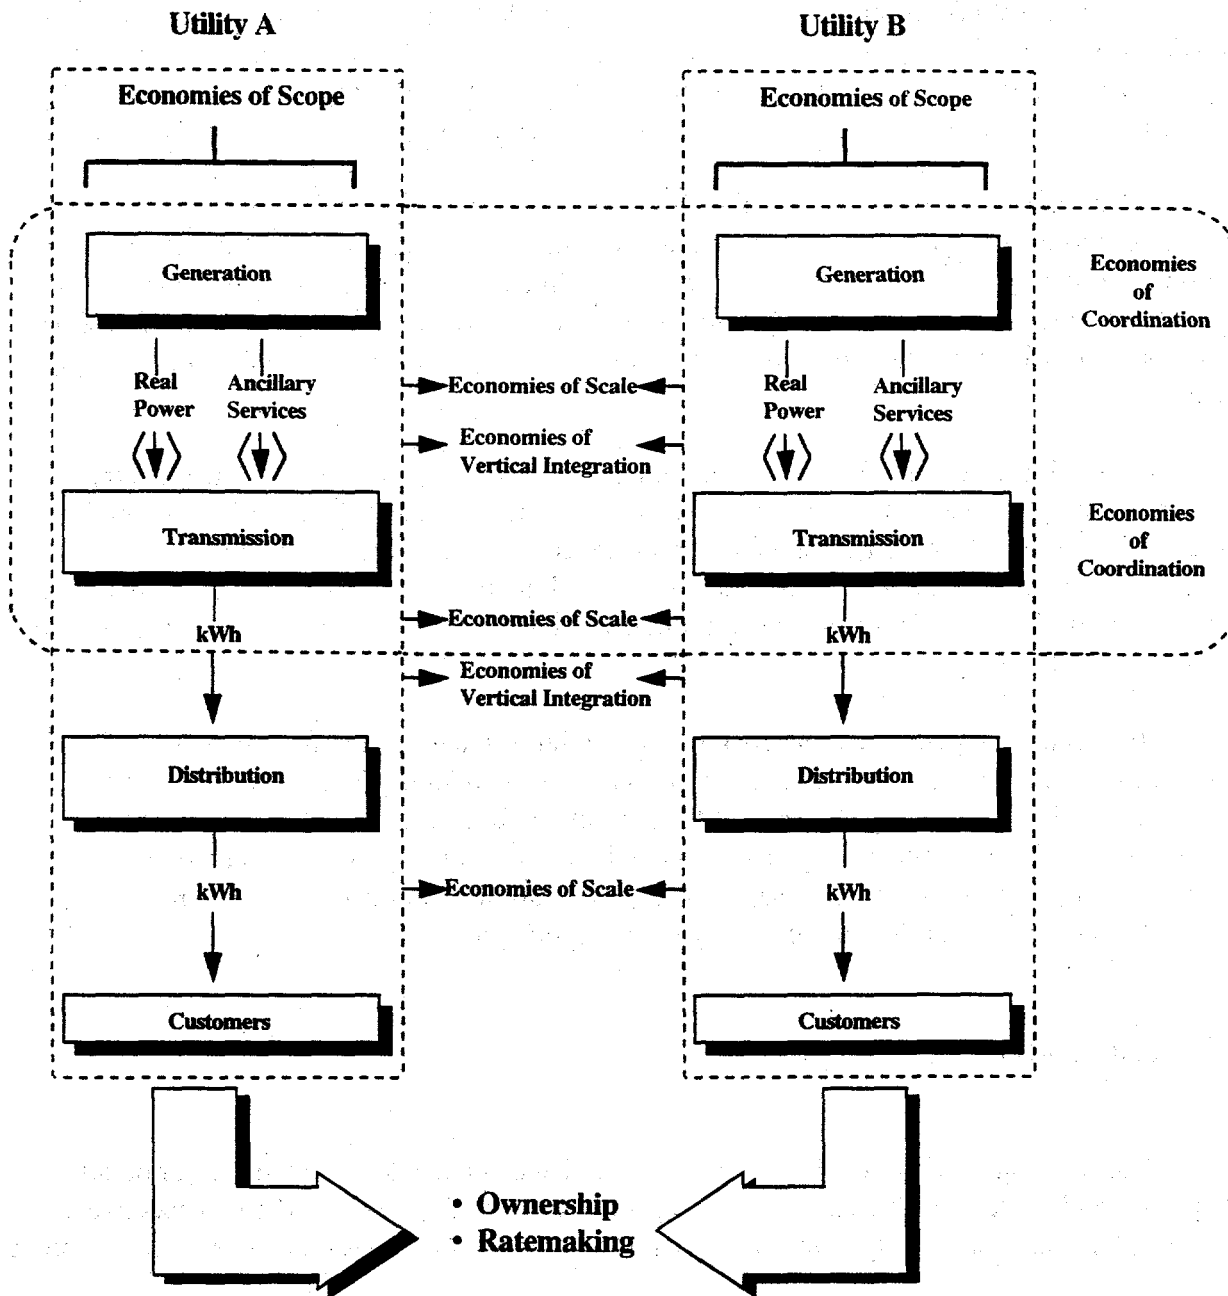 Utility A
Utility B
Economies of Scope
Economies of Scope
Generation
Generation
Economies
of
Coordination
Real
Power
Ancillary
Services
Economies of Scale
Real
Power
Ancillary
Services
Economies of
Vertical Integration
Transmission
Transmission
Economies
of
Coordination
kWh
Economies of Scale
kWh
Economies of
Vertical Integration
Distribution
Distribution
kWh
Economies of Scale
kWh
Customers
Customers
• Ownership
• Ratemaking